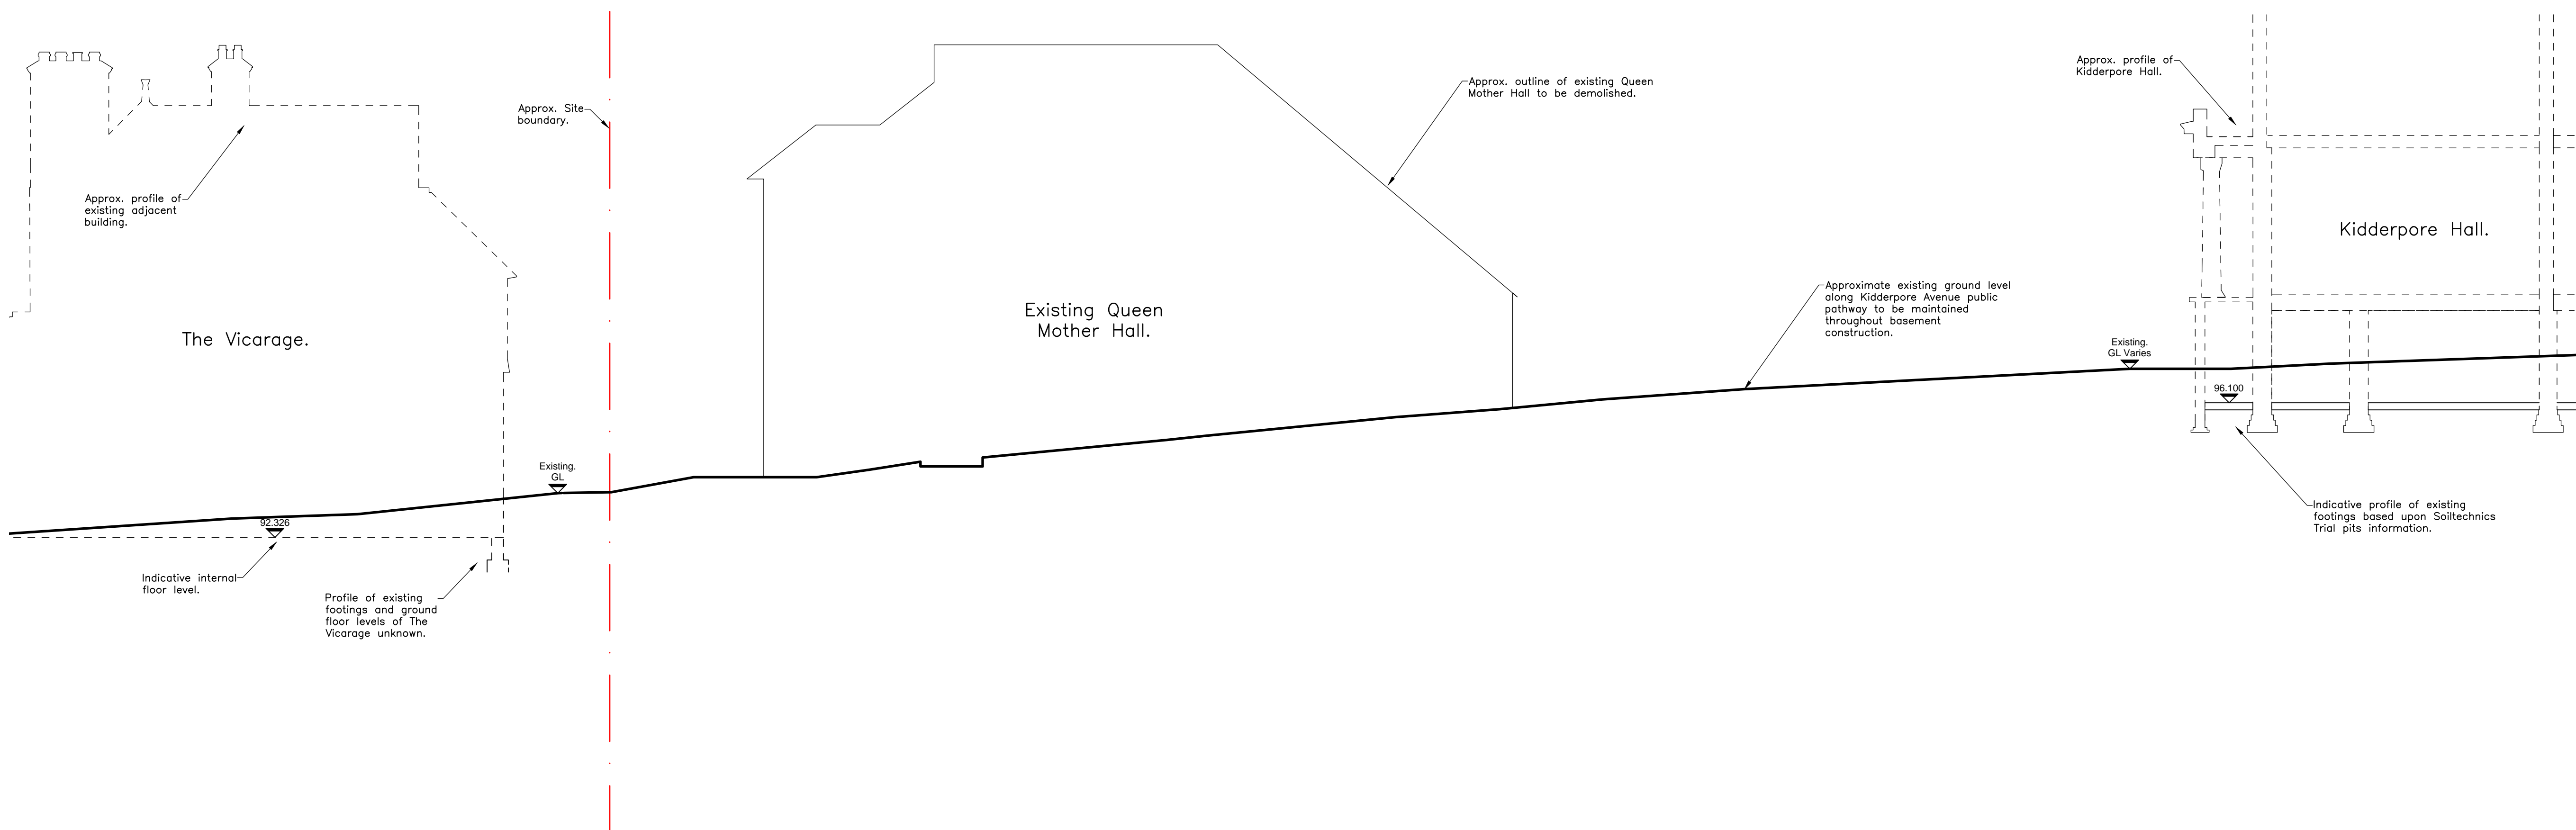 Approx. profile of
existing adjacent
building.
The Vicarage.
92.326
Indicative internal
floor level.
Profile of existing
footings and ground
floor levels of The
Vicarage unknown.
Approx. Site
boundary.
Existing.
GL
Existing Queen
Mother Hall.
Approx. outline of existing Queen
Mother Hall to be demolished.
Approximate existing ground level
along Kidderpore Avenue public
pathway to be maintained
throughout basement
construction.
Approx. profile of
Kidderpore Hall.
Kidderpore Hall.
Existing.
GL Varies
96.100
Indicative profile of existing
footings based upon Soiltechnics
Trial pits information.